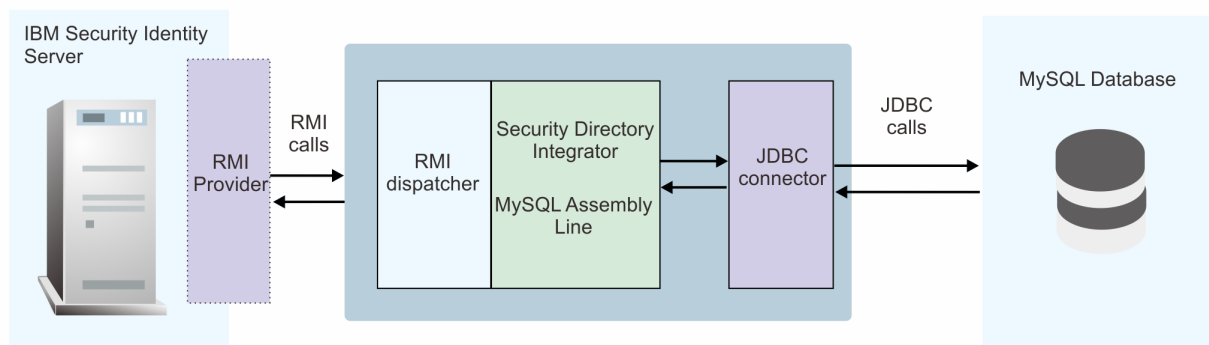 IBM Security Identity
Server
RMI
Provider
RMI
calls
RMI
dispatcher
Security Directory
Integrator
MySQL Assembly
Line
JDBC
connector
JDBC
calls
MySQL Database